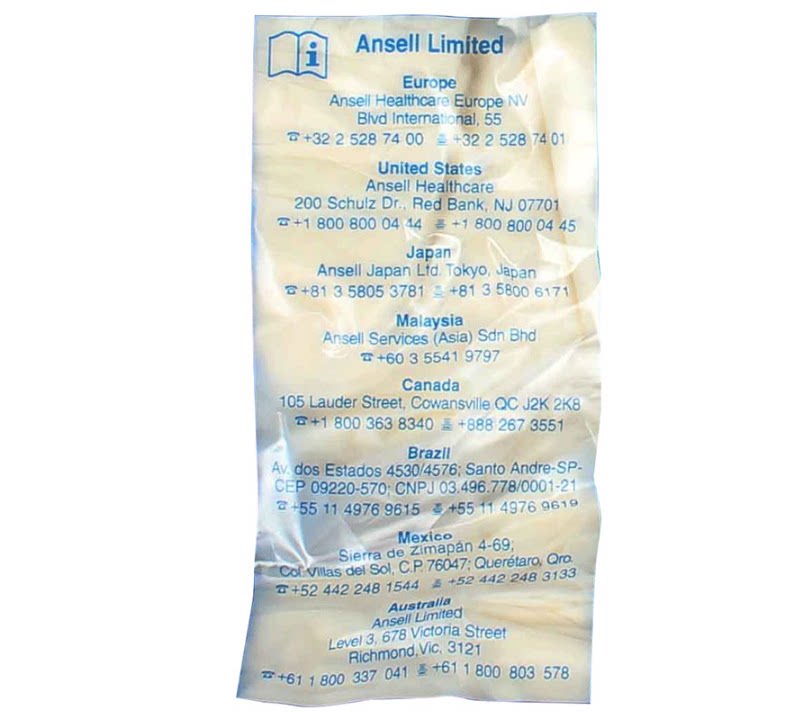 Ansell Limited
Europe
Ansell Healthcare Europe NV
Blvd International, 55
☎+32 2 528 74 00 +32 2 528 74 01
United States
Ansell Healthcare
200 Schulz Dr., Red Bank, NJ 07701
☎+1 800 800 04 44 +1 800 800 04 45
Japan
Ansell Japan Ltd. Tokyo, Japan
☎+81 3 5805 3781 +81 3 5800 6171
Malaysia
Ansell Services (Asia) Sdn Bhd
☎+60 3 5541 9797
Canada
105 Lauder Street, Cowansville QC J2K 2K8
☎+1 800 363 8340 +888 267 3551
Brazil
Av. dos Estados 4530/4576; Santo Andre-SP-
CEP 09220-570; CNPJ 03.496.778/0001-21
☎+55 11 4976 9615 +55 11 4976 9619
Mexico
Sierra de Zimapán 4-69;
Col. Villas del Sol, C.P. 76047; Querétaro, Qro.
☎+52 442 248 1544 +52 442 248 3133
Australia
Ansell Limited
Level 3, 678 Victoria Street
Richmond, Vic, 3121
☎+61 1 800 337 041 +61 1 800 803 578